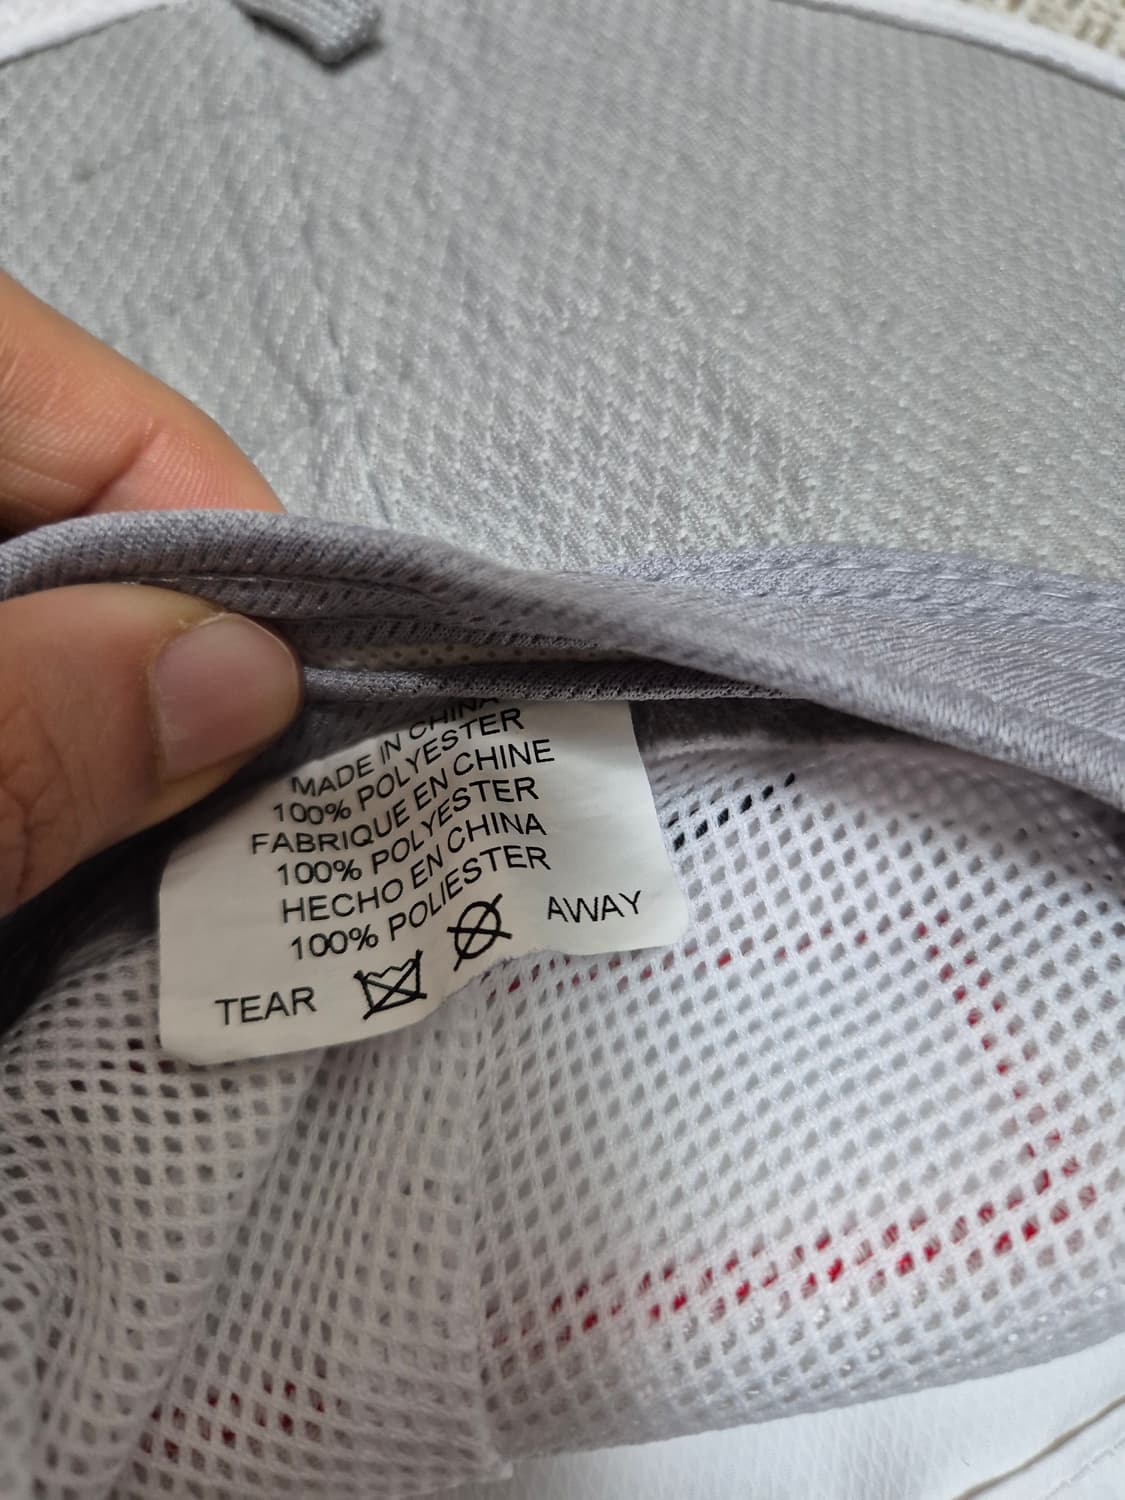 MADE IN CHINA
100% POLYESTER
FABRIQUE EN CHINE
100% POLYESTER
HECHO EN CHINA
100% POLIESTER
TEAR AWAY